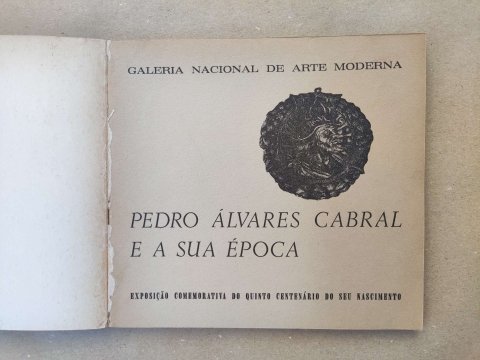 GALERIA NACIONAL DE ARTE MODERNA
PEDRO ÁLVARES CABRAL
E A SUA ÉPOCA
EXPOSIÇÃO COMEMORATIVA DO QUINTO CENTENÁRIO DO SEU NASCIMENTO